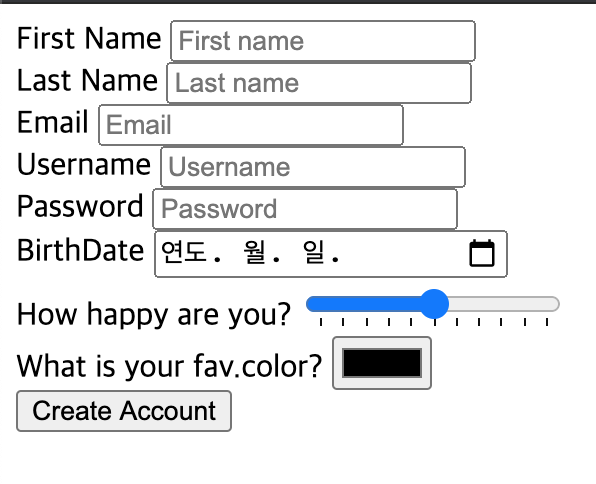 First Name First name
Last Name Last name
Email Email
Username Username
Password Password
BirthDate 연도. 월. 일.
How happy are you?
What is your fav.color?
Create Account